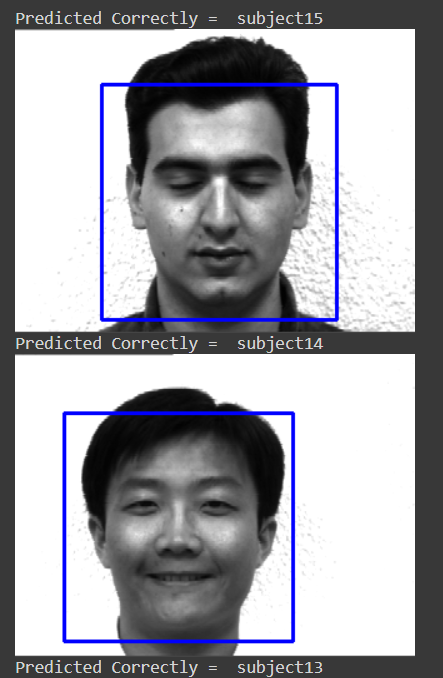 Predicted Correctly =  subject15
Predicted Correctly =  subject14
Predicted Correctly =  subject13